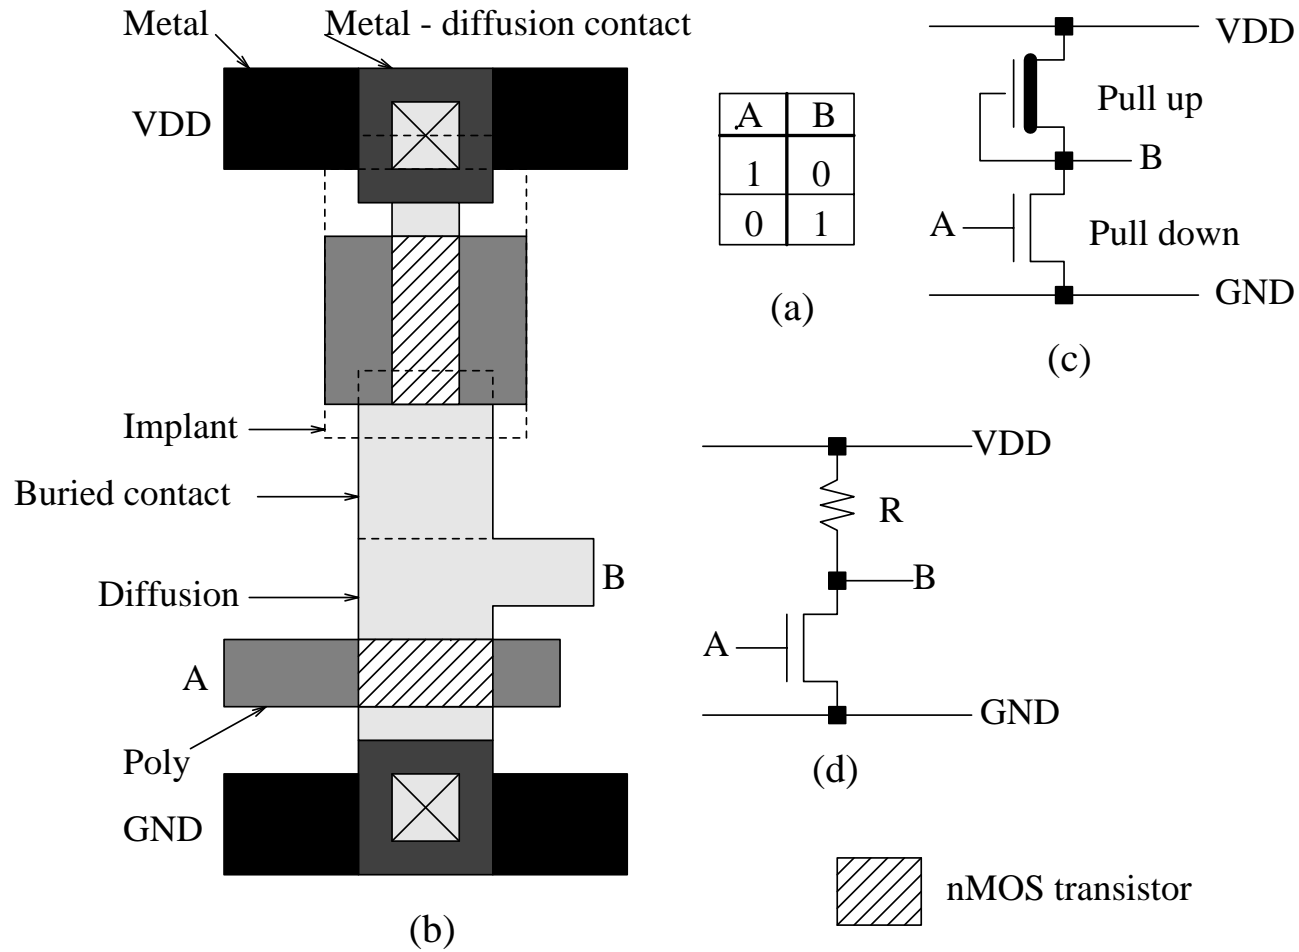 Metal
Metal - diffusion contact
VDD
Implant
Buried contact
Diffusion
B
A
Poly
GND
(b)
.A B
1 0
0 1
(a)
VDD
Pull up
B
A
Pull down
GND
(c)
VDD
R
B
A
GND
(d)
nMOS transistor